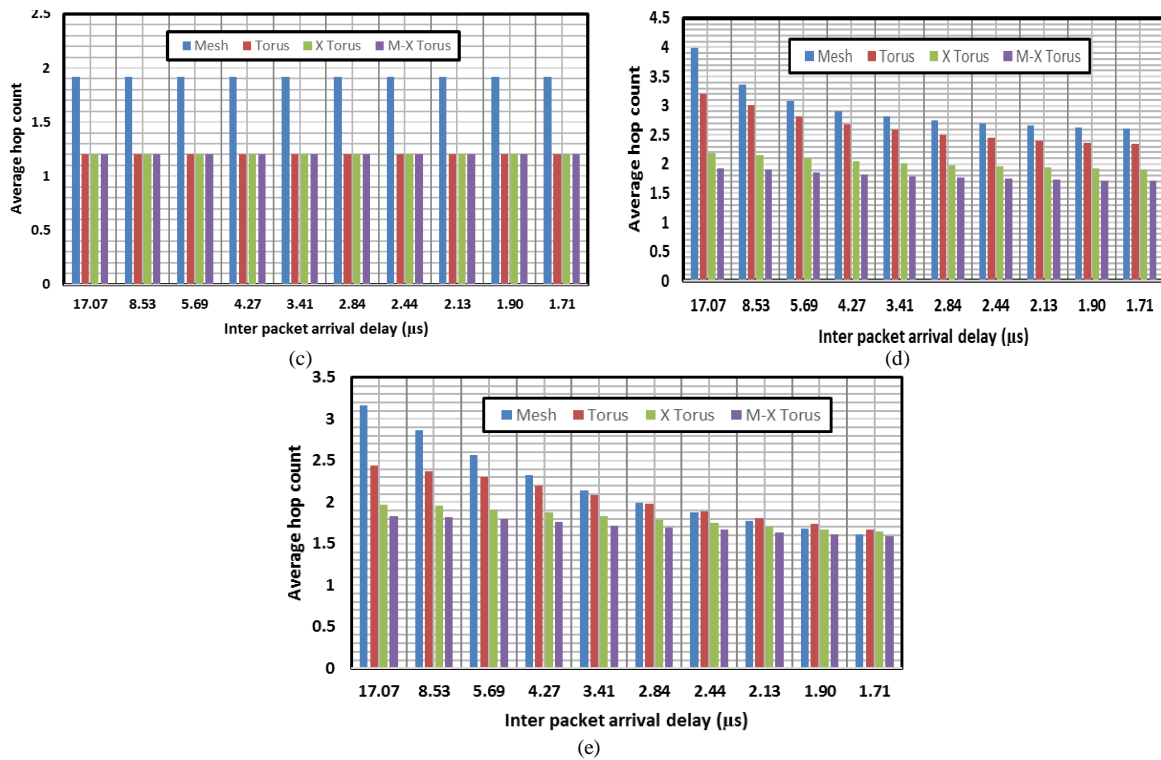 2.5
2
1.5
1
0.5
0
Average hop count
Mesh Torus X Torus M-X Torus
17.07 8.53 5.69 4.27 3.41 2.84 2.44 2.13 1.90 1.71
Inter packet arrival delay (µs)
(c)
4.5
4
3.5
3
2.5
2
1.5
1
0.5
0
Average hop count
Mesh Torus X Torus M-X Torus
17.07 8.53 5.69 4.27 3.41 2.84 2.44 2.13 1.90 1.71
Inter packet arrival delay (µs)
(d)
3.5
3
2.5
2
1.5
1
0.5
0
Average hop count
Mesh Torus X Torus M-X Torus
17.07 8.53 5.69 4.27 3.41 2.84 2.44 2.13 1.90 1.71
Inter packet arrival delay (µs)
(e)